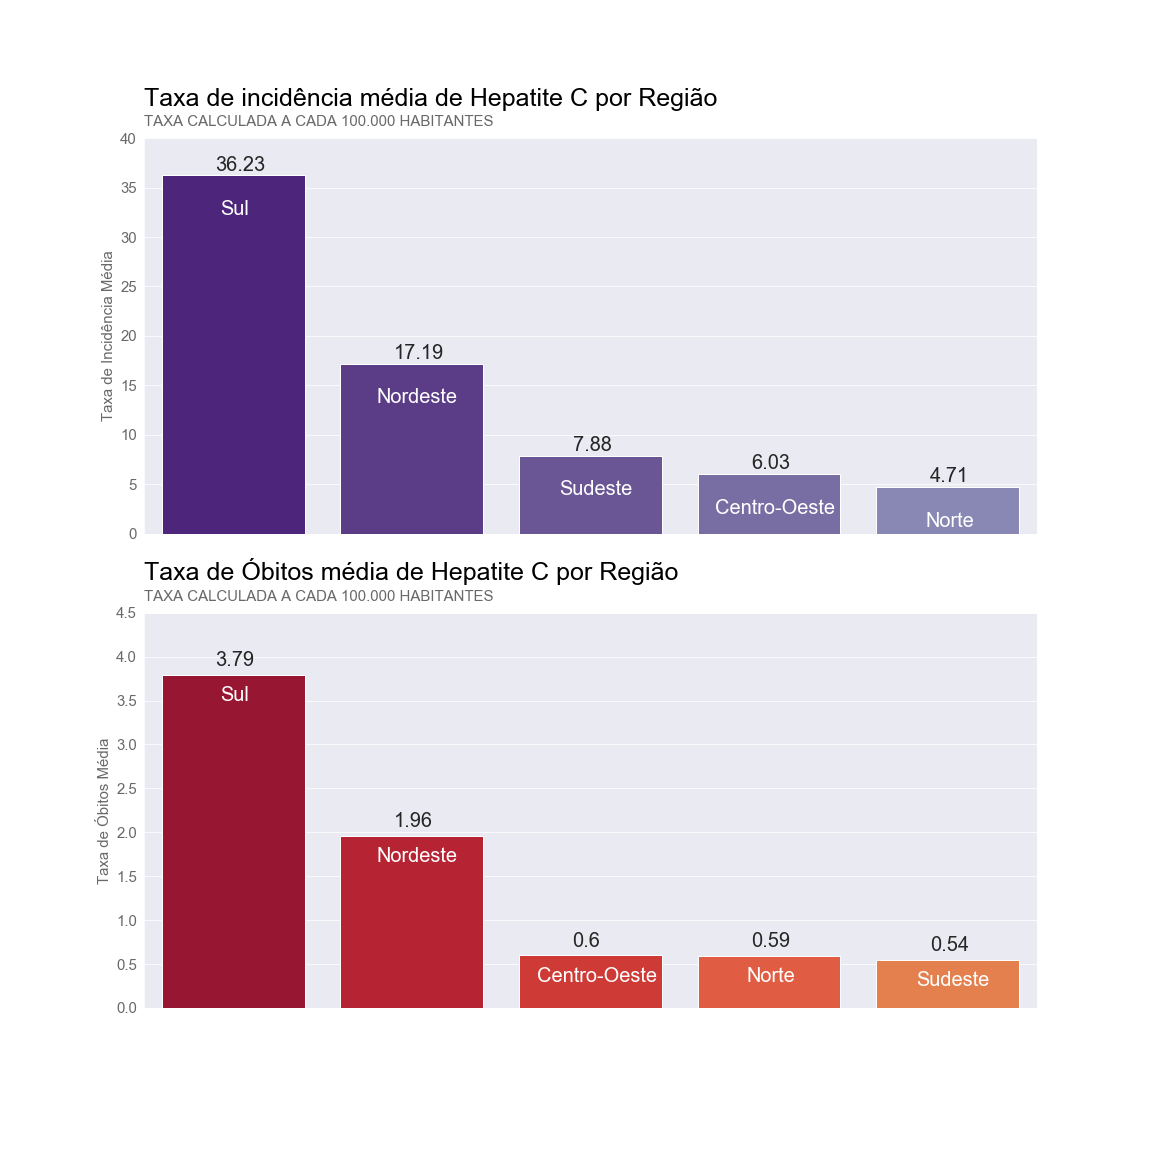 Taxa de incidência média de Hepatite C por Região
TAXA CALCULADA A CADA 100.000 HABITANTES
Taxa de Incidência Média
40
35
30
25
20
15
10
5
0
36.23
Sul
17.19
Nordeste
7.88
Sudeste
6.03
Centro-Oeste
4.71
Norte
Taxa de Óbitos média de Hepatite C por Região
TAXA CALCULADA A CADA 100.000 HABITANTES
Taxa de Óbitos Média
4.5
4.0
3.5
3.0
2.5
2.0
1.5
1.0
0.5
0.0
3.79
Sul
1.96
Nordeste
0.6
Centro-Oeste
0.59
Norte
0.54
Sudeste